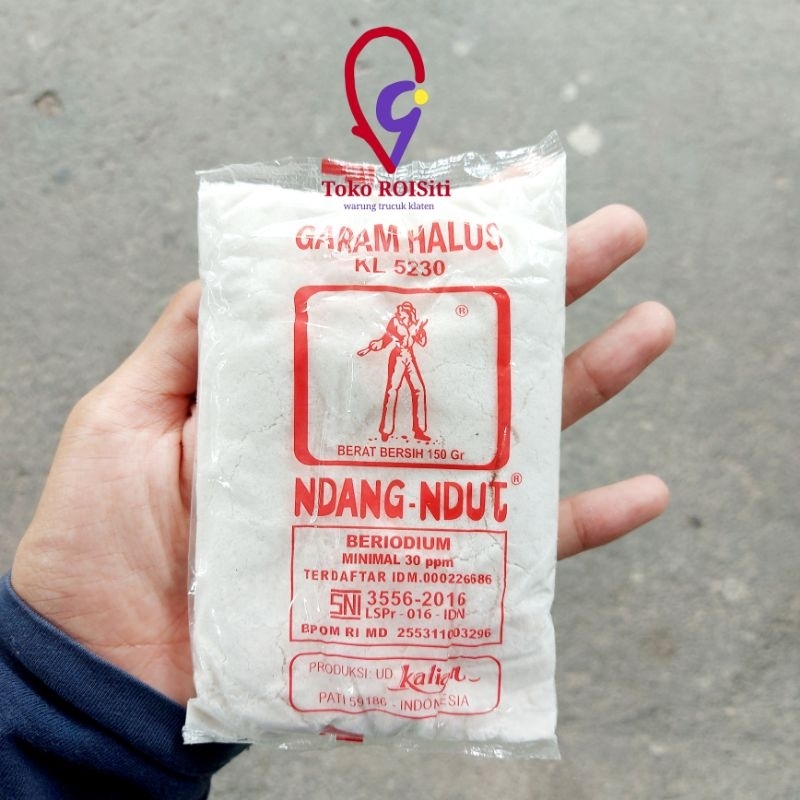 Toko ROISiti
warung trucuk klaten
GARAM HALUS
KL 5230
®
BERAT BERSIH 150 Gr
NDANG-NDUT®
BERIODIUM
MINIMAL 30 ppm
TERDAFTAR IDM.000226686
SNI 3556-2016
LSPr - 016 - IDN
BPOM RI MD 255311003296
PRODUKSI: UD
PATI 59186 - INDONESIA